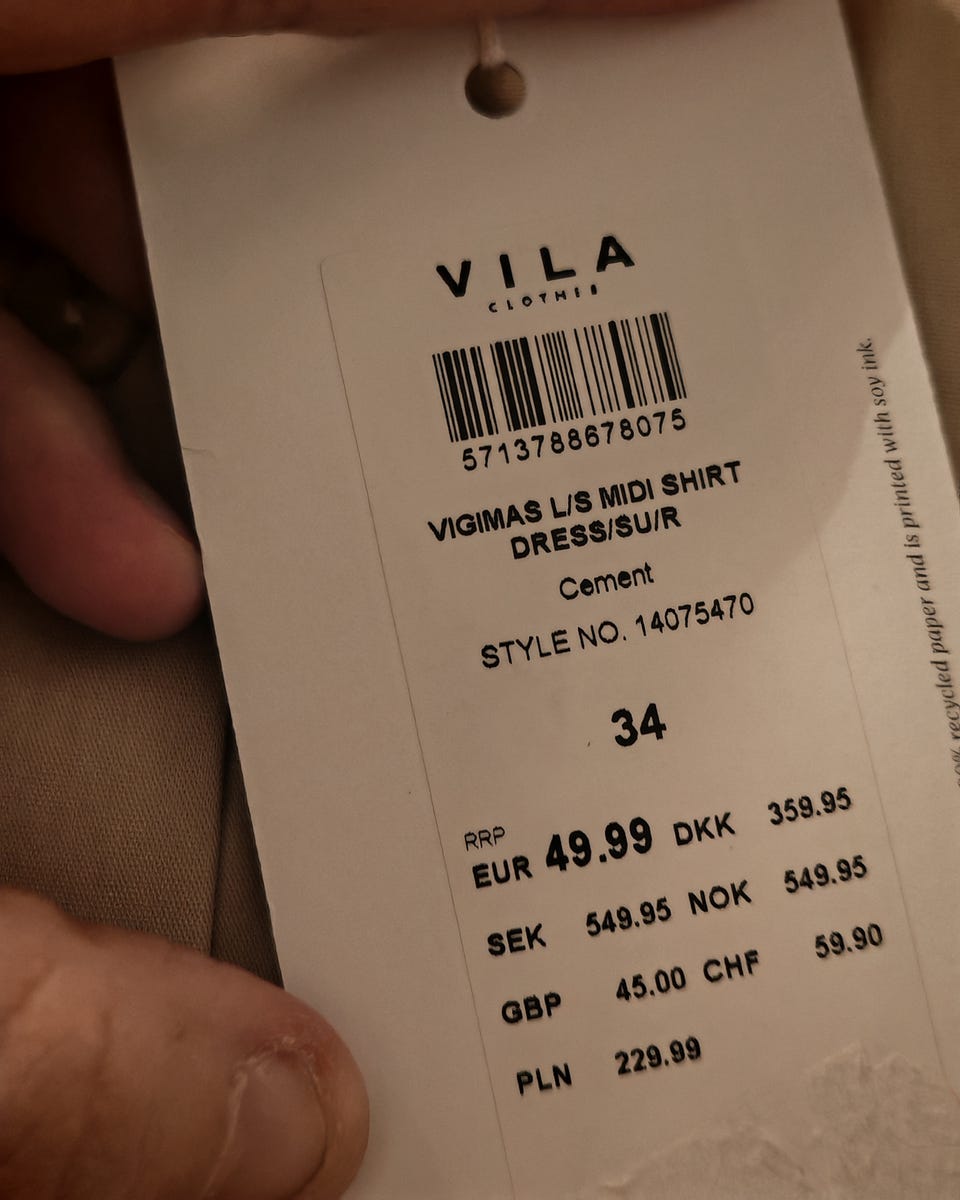 VILA
CLOTHES
5713788678075
VIGIMAS L/S MIDI SHIRT
DRESS/SU/R
Cement
STYLE NO. 14075470
34
RRP
EUR 49.99 DKK 359.95
SEK 549.95 NOK 549.95
GBP 45.00 CHF 59.90
PLN 229.99
recycled paper and is printed with soy ink.